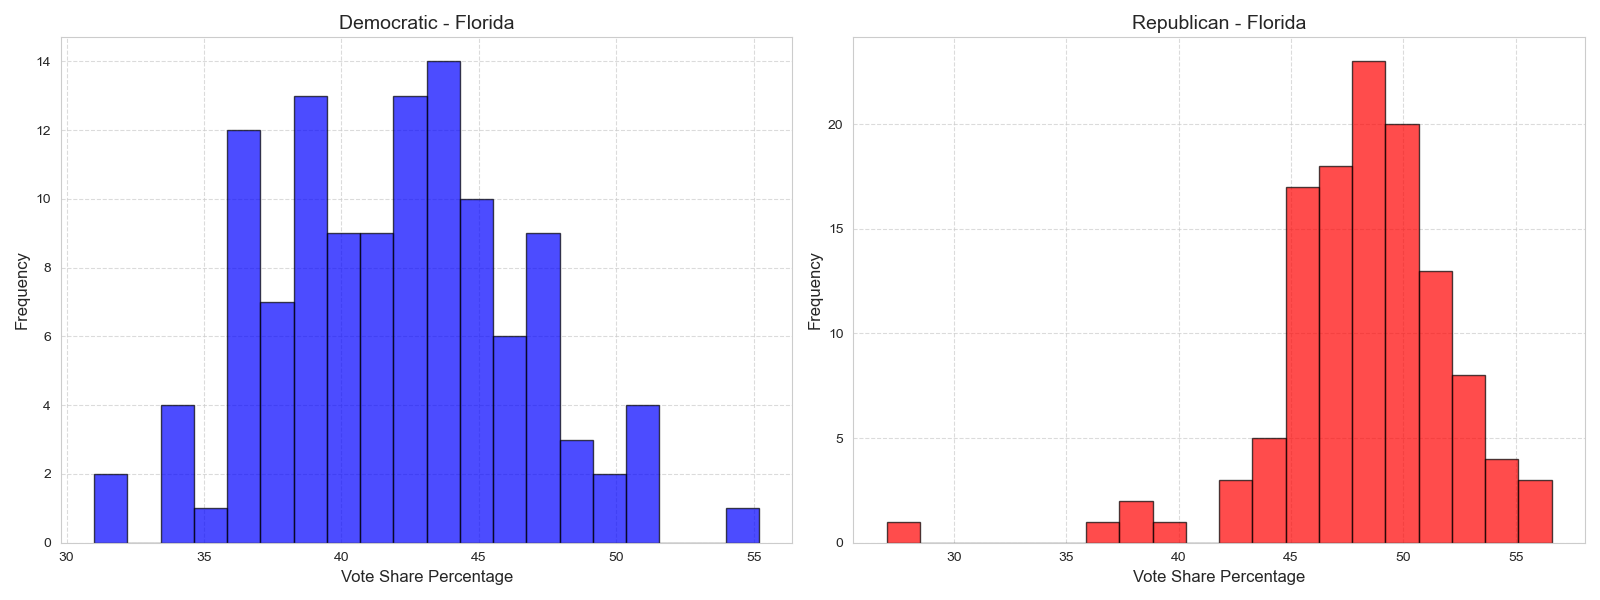 Democratic - Florida
Frequency
14
12
10
8
6
4
2
0
30 35 40 45 50 55
Vote Share Percentage
Republican - Florida
Frequency
20
15
10
5
0
30 35 40 45 50 55
Vote Share Percentage